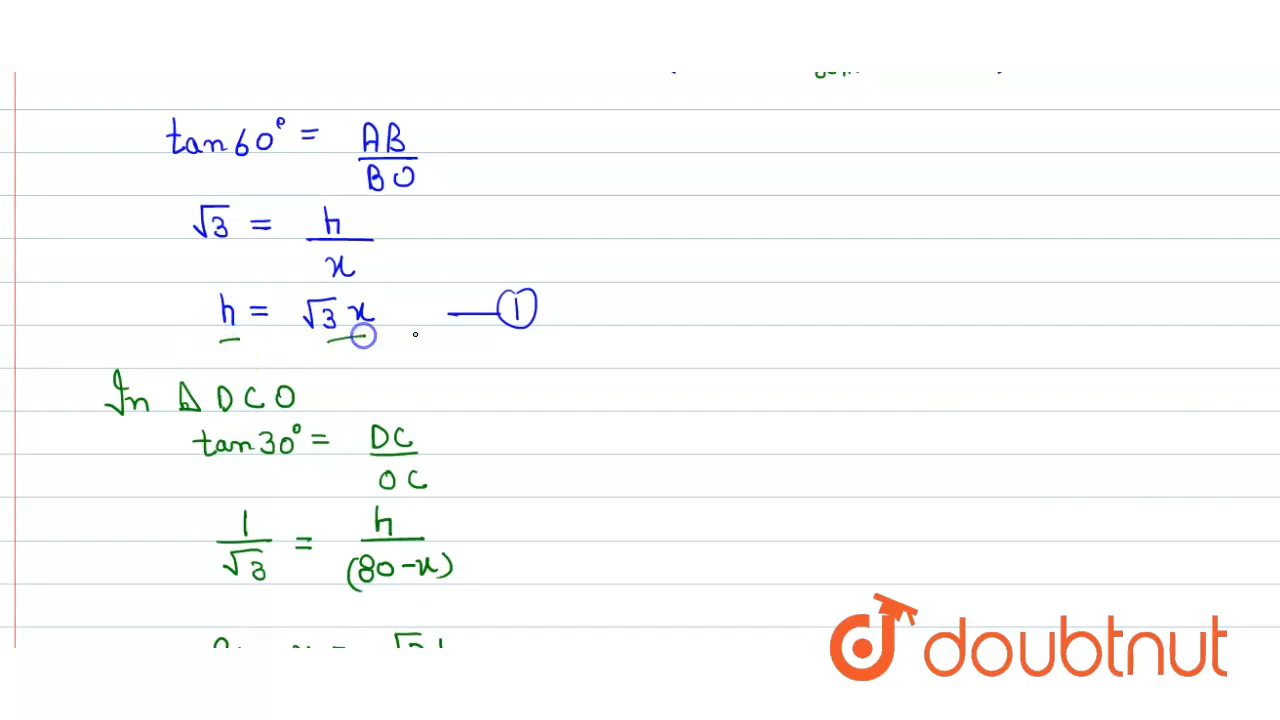 tan 60° = AB/BO
√3 = h/x
h = √3 x — ①
In Δ DCO
tan 30° = DC/OC
1/√3 = h/(80-x)
doubtnut